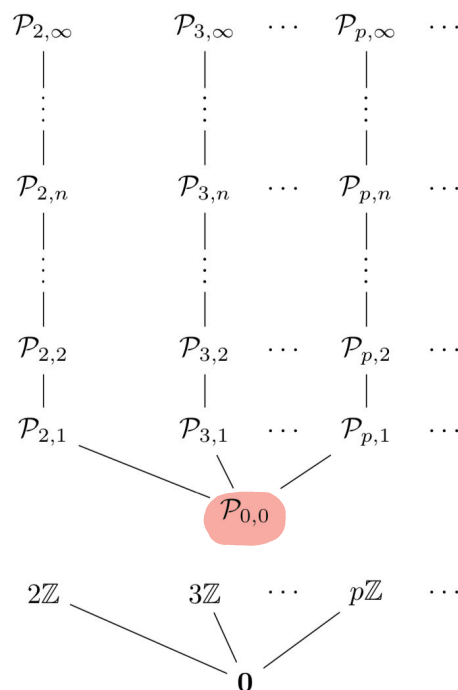 𝒫₂,∞ 𝒫₃,∞ ⋯ 𝒫ₚ,∞ ⋯
⋮ ⋮ ⋮
𝒫₂,ₙ 𝒫₃,ₙ ⋯ 𝒫ₚ,ₙ ⋯
⋮ ⋮ ⋮
𝒫₂,₂ 𝒫₃,₂ ⋯ 𝒫ₚ,₂ ⋯
𝒫₂,₁ 𝒫₃,₁ ⋯ 𝒫ₚ,₁ ⋯
𝒫₀,₀
2ℤ 3ℤ ⋯ pℤ ⋯
0